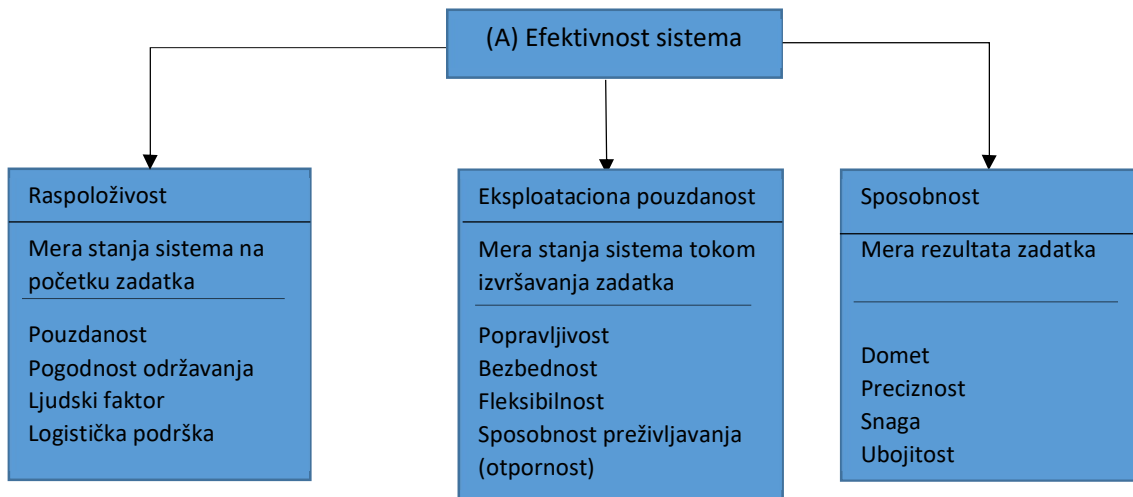 (A) Efektivnost sistema
Raspoloživost
Mera stanja sistema na
početku zadatka
Pouzdanost
Pogodnost održavanja
Ljudski faktor
Logistička podrška
Eksploataciona pouzdanost
Mera stanja sistema tokom
izvršavanja zadatka
Popravljivost
Bezbednost
Fleksibilnost
Sposobnost preživljavanja
(otpornost)
Sposobnost
Mera rezultata zadatka
Domet
Preciznost
Snaga
Ubojitost